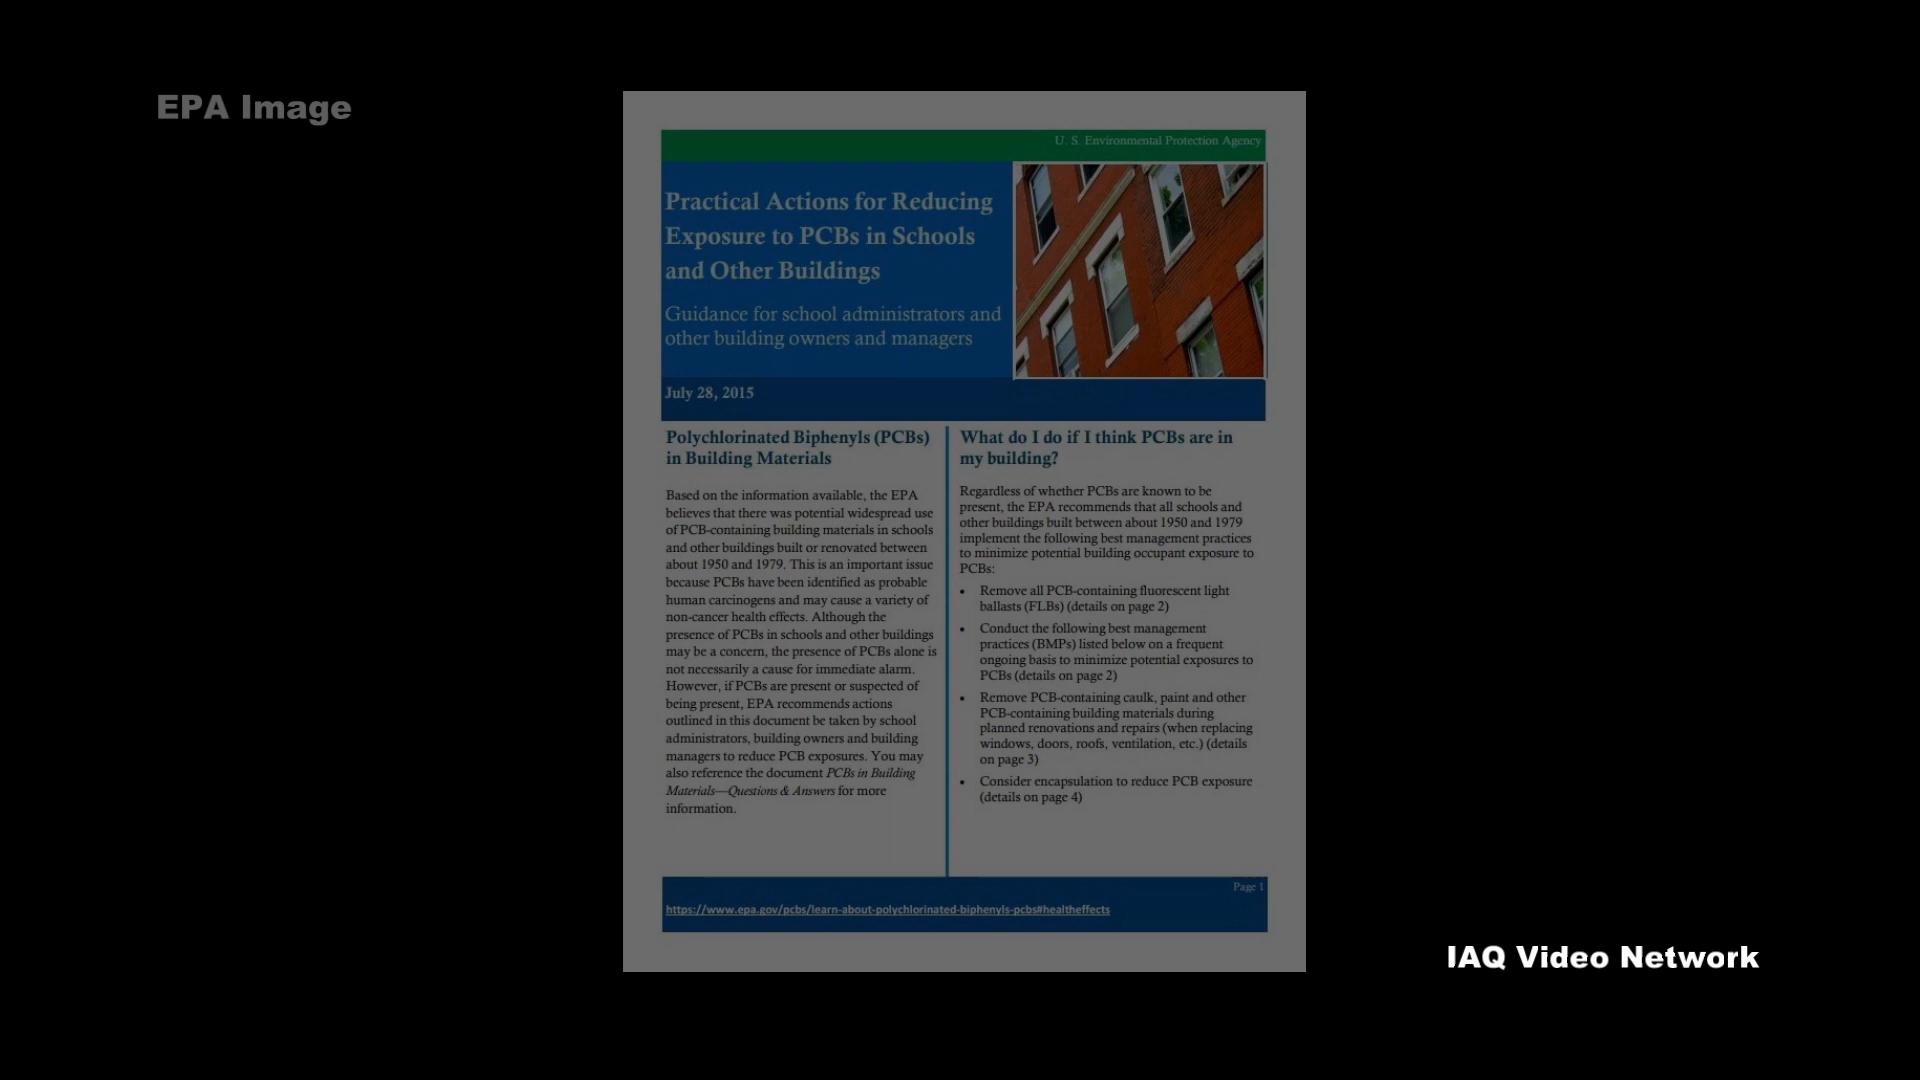 EPA Image
U. S. Environmental Protection Agency
Practical Actions for Reducing
Exposure to PCBs in Schools
and Other Buildings
Guidance for school administrators and
other building owners and managers
July 28, 2015
Polychlorinated Biphenyls (PCBs)
in Building Materials
Based on the information available, the EPA
believes that there was potential widespread use
of PCB-containing building materials in schools
and other buildings built or renovated between
about 1950 and 1979. This is an important issue
because PCBs have been identified as probable
human carcinogens and may cause a variety of
non-cancer health effects. Although the
presence of PCBs in schools and other buildings
may be a concern, the presence of PCBs alone is
not necessarily a cause for immediate alarm.
However, if PCBs are present or suspected of
being present, EPA recommends actions
outlined in this document be taken by school
administrators, building owners and building
managers to reduce PCB exposures. You may
also reference the document PCBs in Building
Materials—Questions & Answers for more
information.
What do I do if I think PCBs are in
my building?
Regardless of whether PCBs are known to be
present, the EPA recommends that all schools and
other buildings built between about 1950 and 1979
implement the following best management practices
to minimize potential building occupant exposure to
PCBs:
• Remove all PCB-containing fluorescent light
ballasts (FLBs) (details on page 2)
• Conduct the following best management
practices (BMPs) listed below on a frequent
ongoing basis to minimize potential exposures to
PCBs (details on page 2)
• Remove PCB-containing caulk, paint and other
PCB-containing building materials during
planned renovations and repairs (when replacing
windows, doors, roofs, ventilation, etc.) (details
on page 3)
• Consider encapsulation to reduce PCB exposure
(details on page 4)
Page 1
https://www.epa.gov/pcbs/learn-about-polychlorinated-biphenyls-pcbs#healtheffects
IAQ Video Network